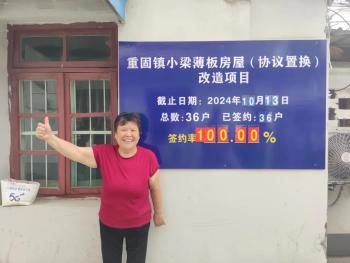 重固镇小梁薄板房屋（协议置换）
改造项目
截止日期：2024年10月13日
总数：36户 已签约：36户
签约率100.00%
5G